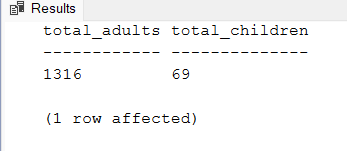 Results
total_adults total_children
------------ --------------
1316         69
(1 row affected)